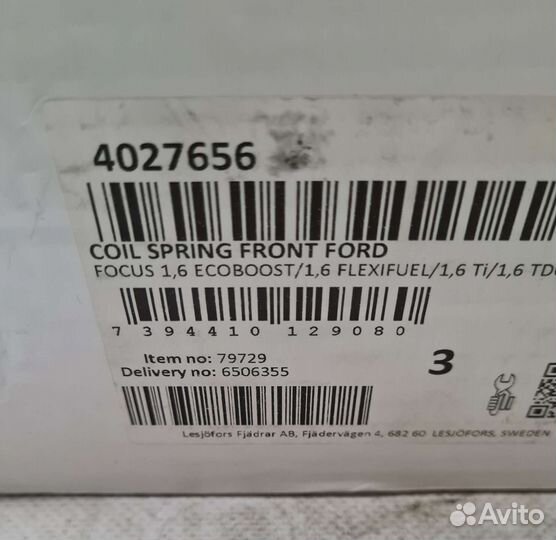 4027656
COIL SPRING FRONT FORD
FOCUS 1,6 ECOBOOST/1,6 FLEXIFUEL/1,6 Ti/1,6 TD
7 394410 129080
Item no: 79729
Delivery no: 6506355
3
Lesjöfors Fjädrar AB, Fjädervägen 4, 682 60 LESJÖFORS, SWEDEN
Avito